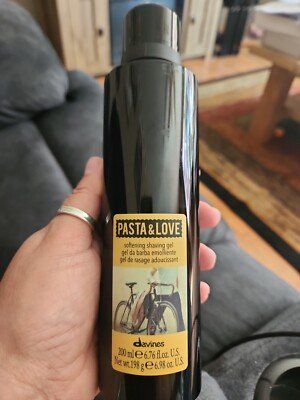 PASTA & LOVE
softening shaving gel
gel da barba emolliente
gel de rasage adoucissant
davines
200 ml ℮ 6.76 fl.oz. U.S.
Net wt. 198 g ℮ 6.98 oz. U.S.